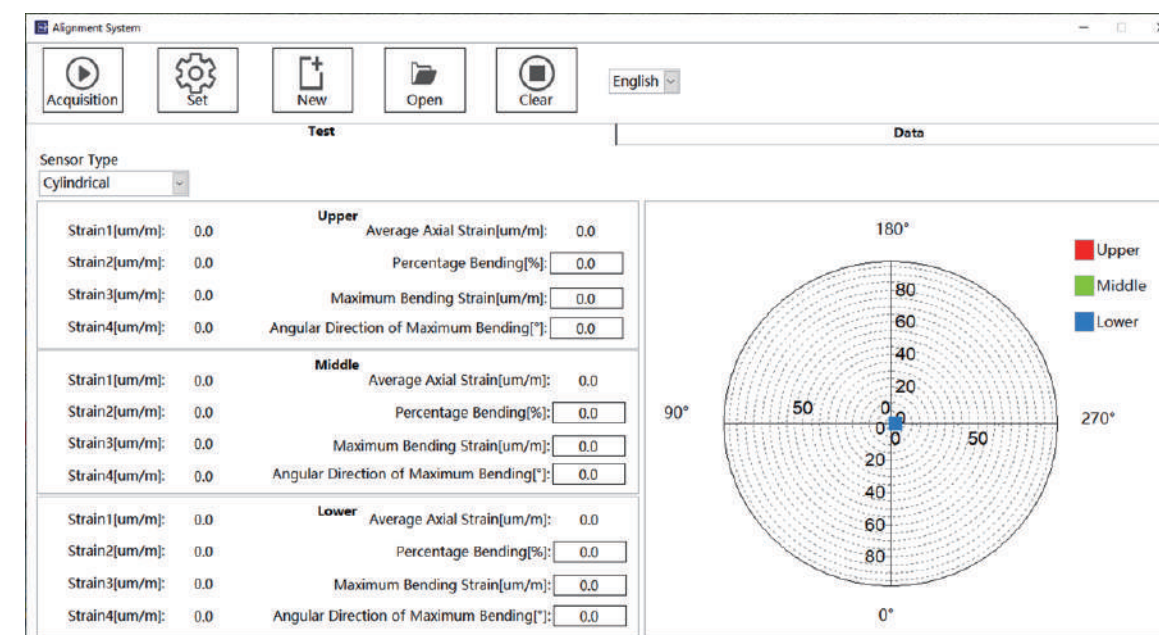 Alignment System
Acquisition Set New Open Clear English
Test Data
Sensor Type
Cylindrical
Upper
Strain1[um/m]: 0.0 Average Axial Strain[um/m]: 0.0
Strain2[um/m]: 0.0 Percentage Bending[%]: 0.0
Strain3[um/m]: 0.0 Maximum Bending Strain[um/m]: 0.0
Strain4[um/m]: 0.0 Angular Direction of Maximum Bending[°]: 0.0
Middle
Strain1[um/m]: 0.0 Average Axial Strain[um/m]: 0.0
Strain2[um/m]: 0.0 Percentage Bending[%]: 0.0
Strain3[um/m]: 0.0 Maximum Bending Strain[um/m]: 0.0
Strain4[um/m]: 0.0 Angular Direction of Maximum Bending[°]: 0.0
Lower
Strain1[um/m]: 0.0 Average Axial Strain[um/m]: 0.0
Strain2[um/m]: 0.0 Percentage Bending[%]: 0.0
Strain3[um/m]: 0.0 Maximum Bending Strain[um/m]: 0.0
Strain4[um/m]: 0.0 Angular Direction of Maximum Bending[°]: 0.0
180°
80
60
40
20
90° 50 0 270°
0 0 50
20
40
60
80
0°
Upper
Middle
Lower